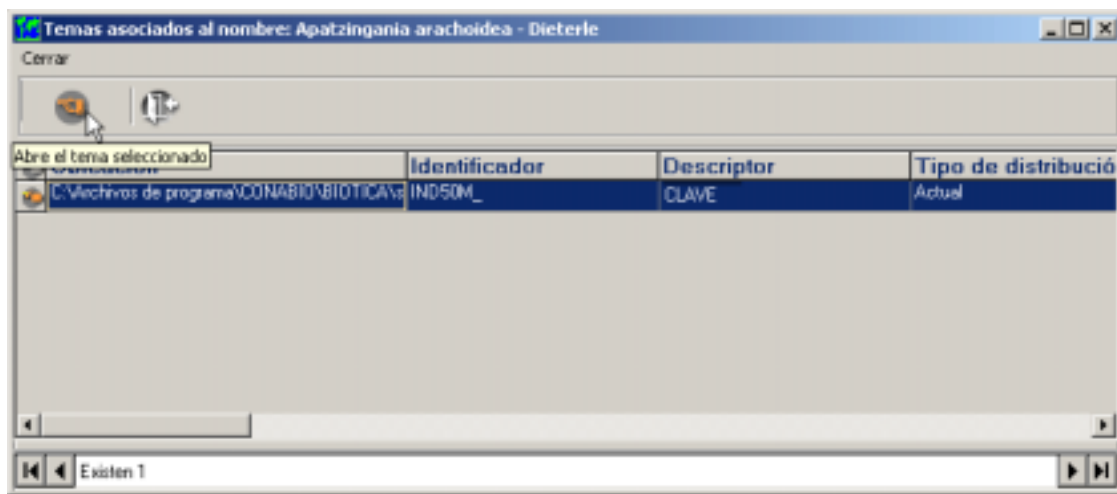 Temas asociados al nombre: Apatzingania arachoidea - Dieterle
Cerrar
Abre el tema seleccionado
Identificador Descriptor Tipo de distribució
C:\Archivos de programa\CONABIO\BIOTICA\s IND50M_ CLAVE Actual
Existen 1